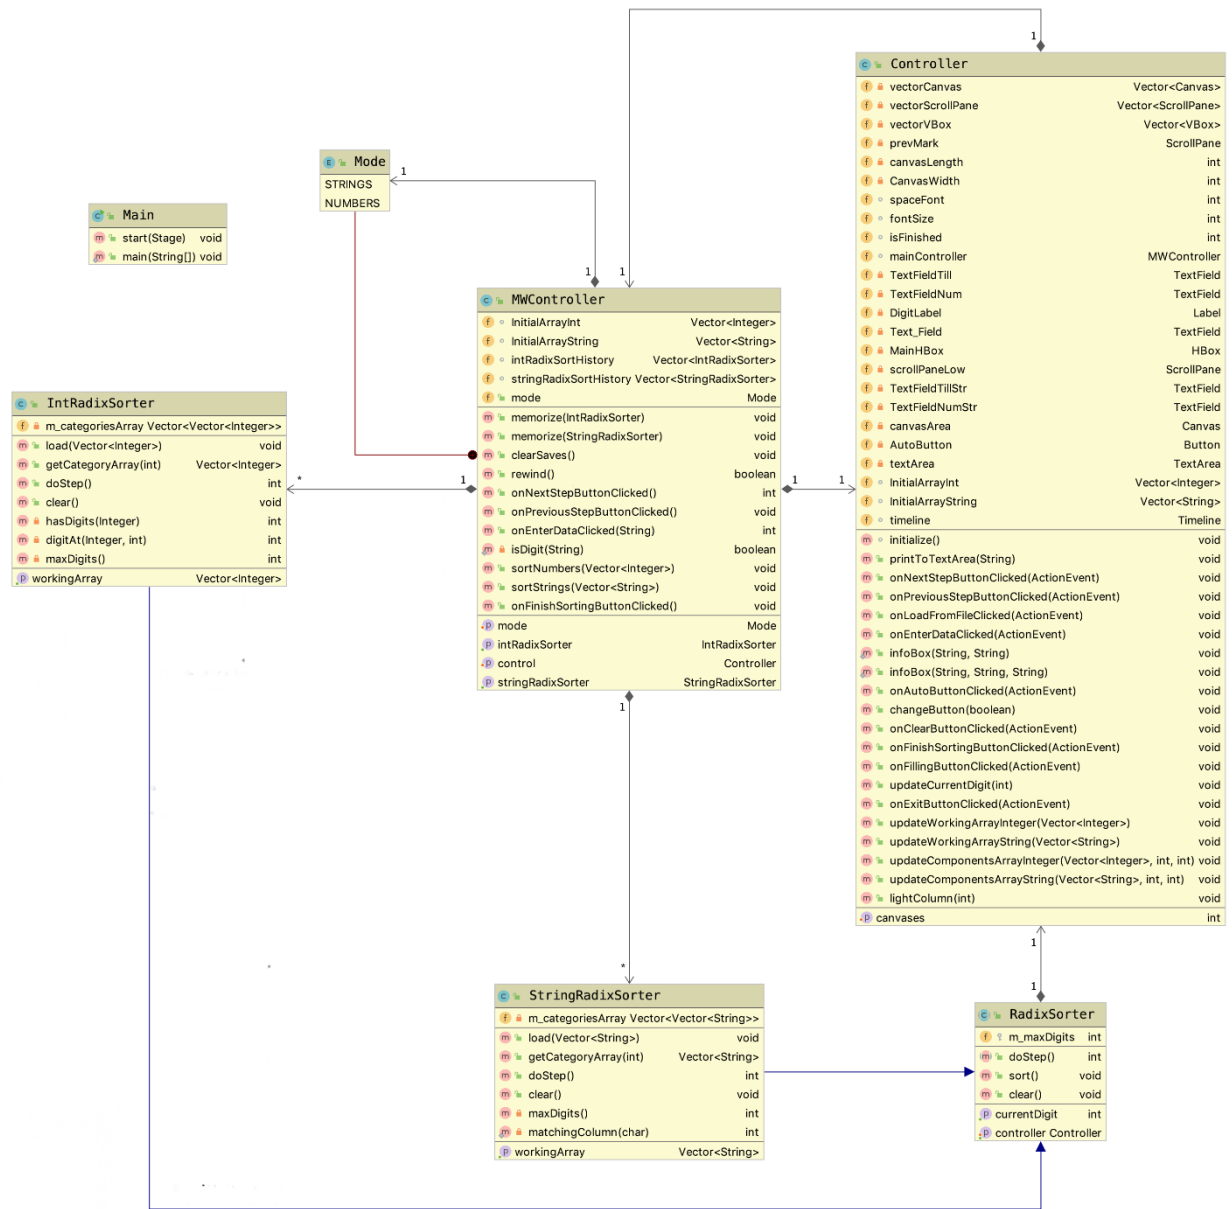 1
Controller
vectorCanvas Vector<Canvas>
vectorScrollPane Vector<ScrollPane>
vectorVBox Vector<VBox>
prevMark ScrollPane
canvasLength int
CanvasWidth int
spaceFont int
fontSize int
isFinished int
mainController MWController
TextFieldTill TextField
TextFieldNum TextField
DigitLabel Label
Text_Field TextField
MainHBox HBox
scrollPaneLow ScrollPane
TextFieldTillStr TextField
TextFieldNumStr TextField
canvasArea Canvas
AutoButton Button
textArea TextArea
InitialArrayInt Vector<Integer>
InitialArrayString Vector<String>
timeline Timeline
initialize() void
printToTextArea(String) void
onNextStepButtonClicked(ActionEvent) void
onPreviousStepButtonClicked(ActionEvent) void
onLoadFromFileClicked(ActionEvent) void
onEnterDataClicked(ActionEvent) void
infoBox(String, String) void
infoBox(String, String, String) void
onAutoButtonClicked(ActionEvent) void
changeButton(boolean) void
onClearButtonClicked(ActionEvent) void
onFinishSortingButtonClicked(ActionEvent) void
onFillingButtonClicked(ActionEvent) void
updateCurrentDigit(int) void
onExitButtonClicked(ActionEvent) void
updateWorkingArrayInteger(Vector<Integer>) void
updateWorkingArrayString(Vector<String>) void
updateComponentsArrayInteger(Vector<Integer>, int, int) void
updateComponentsArrayString(Vector<String>, int, int) void
lightColumn(int) void
canvases int
E Mode
STRINGS
NUMBERS
1
1
1
Main
start(Stage) void
main(String[]) void
MWController
InitialArrayInt Vector<Integer>
InitialArrayString Vector<String>
intRadixSortHistory Vector<IntRadixSorter>
stringRadixSortHistory Vector<StringRadixSorter>
mode Mode
memorize(IntRadixSorter) void
memorize(StringRadixSorter) void
clearSaves() void
rewind() boolean
onNextStepButtonClicked() int
onPreviousStepButtonClicked() void
onEnterDataClicked(String) int
isDigit(String) boolean
sortNumbers(Vector<Integer>) void
sortStrings(Vector<String>) void
onFinishSortingButtonClicked() void
mode Mode
intRadixSorter IntRadixSorter
control Controller
stringRadixSorter StringRadixSorter
IntRadixSorter
m_categoriesArray Vector<Vector<Integer>>
load(Vector<Integer>) void
getCategoryArray(int) Vector<Integer>
doStep() int
clear() void
hasDigits(Integer) int
digitAt(Integer, int) int
maxDigits() int
workingArray Vector<Integer>
* 1
1 1
1
*
StringRadixSorter
m_categoriesArray Vector<Vector<String>>
load(Vector<String>) void
getCategoryArray(int) Vector<String>
doStep() int
clear() void
maxDigits() int
matchingColumn(char) int
workingArray Vector<String>
1
1
RadixSorter
m_maxDigits int
doStep() int
sort() void
clear() void
currentDigit int
controller Controller